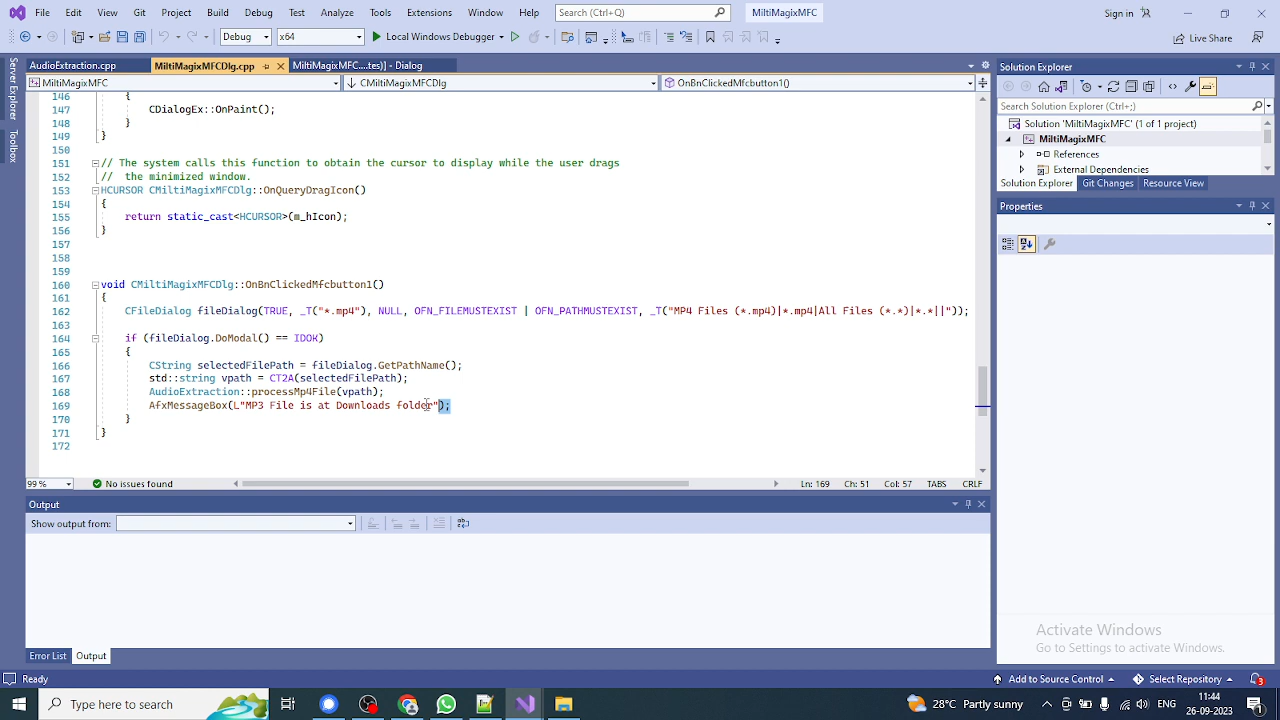 File Edit View Git Project Build Debug Test Analyze Tools Extensions Window Help Search (Ctrl+Q) MiltiMagixMFC Sign in
Debug x64 Local Windows Debugger Live Share
AudioExtraction.cpp MiltiMagixMFCDlg.cpp MiltiMagixMFC....tes)] - Dialog
MiltiMagixMFC CMiltiMagixMFCDlg OnBnClickedMfcbutton1()
Server Explorer
Toolbox
146 {
147 CDialogEx::OnPaint();
148 }
149 }
150
151 // The system calls this function to obtain the cursor to display while the user drags
152 //  the minimized window.
153 HCURSOR CMiltiMagixMFCDlg::OnQueryDragIcon()
154 {
155 return static_cast<HCURSOR>(m_hIcon);
156 }
157
158
159
160 void CMiltiMagixMFCDlg::OnBnClickedMfcbutton1()
161 {
162 CFileDialog fileDialog(TRUE, _T("*.mp4"), NULL, OFN_FILEMUSTEXIST | OFN_PATHMUSTEXIST, _T("MP4 Files (*.mp4)|*.mp4|All Files (*.*)|*.*||"));
163
164 if (fileDialog.DoModal() == IDOK)
165 {
166 CString selectedFilePath = fileDialog.GetPathName();
167 std::string vpath = CT2A(selectedFilePath);
168 AudioExtraction::processMp4File(vpath);
169 AfxMessageBox(L"MP3 File is at Downloads folder");
170 }
171 }
172
99 % No issues found Ln: 169 Ch: 51 Col: 57 TABS CRLF
Output
Show output from:
Error List Output
Solution Explorer
Search Solution Explorer (Ctrl+;)
Solution 'MiltiMagixMFC' (1 of 1 project)
MiltiMagixMFC
References
External Dependencies
Solution Explorer Git Changes Resource View
Properties
Activate Windows
Go to Settings to activate Windows.
Ready Add to Source Control Select Repository 3
Type here to search 28°C Partly sunny ENG 11:44
26-09-2023